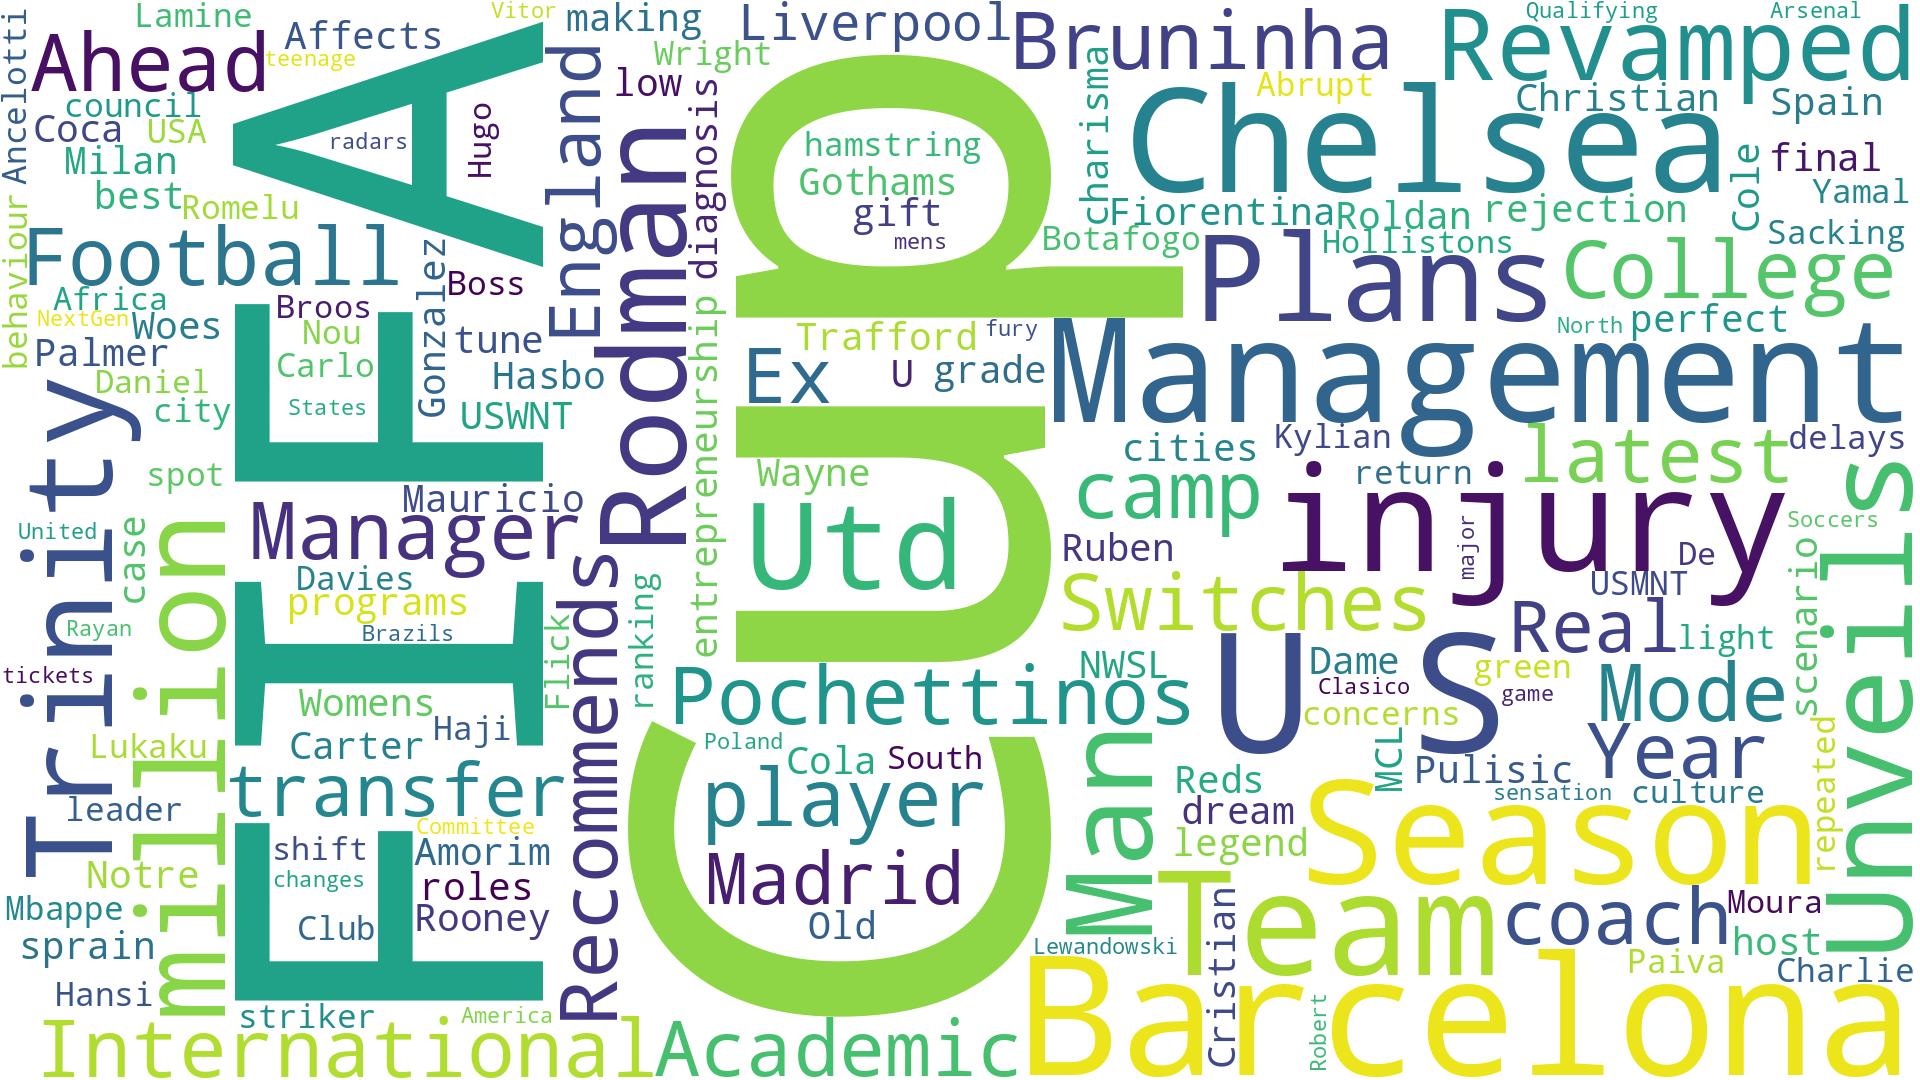 Vitor
Lamine
Affects
making
Liverpool
Bruninha
Revamped
Qualifying
Arsenal
Ahead
teenage
Wright
low
charisma
Abrupt
Chelsea
Christian
Spain
Ancelotti
council
Coca
USA
Milan
best
Romelu
radars
Hugo
FIFA
England
Rodman
diagnosis
hamstring
Gothams
gift
mens
Cup
Fiorentina
Roldan
rejection
Cole
final
Yamal
Sacking
Botafogo
Hollistons
Plans
College
behaviour
Football
Africa
NextGen
Woes
Palmer
Daniel
city
Broos
Nou
Carlo
States
Gonzalez
Boss
tune
Hasbo
USWNT
entrepreneurship
Trafford
fury
Ex
U
grade
North
perfect
Management
Trinity
spot
United
case
million
Rayan
tickets
Mauricio
Manager
Davies
programs
Brazils
Recommends
Flick
ranking
Wayne
Utd
cities
Kylian
latest
delays
camp
return
injury
major
Soccers
Ruben
De
USMNT
Switches
Real
light
scenario
Unveils
Womens
Haji
Carter
Lukaku
transfer
leader
Pochettinos
NWSL
US
Dame
Clasico
concerns
green
game
Mode
Poland
Cola
South
player
Madrid
Old
Man
Reds
dream
legend
MCL
Pulisic
Year
sensation
culture
repeated
Committee
shift
changes
Amorim
roles
Notre
Mbappe
sprain
Club
Rooney
Season
Team
coach
Moura
host
Lewandowski
Cristian
Paiva
Charlie
Hansi
striker
America
International
Academic
Barcelona
Robert